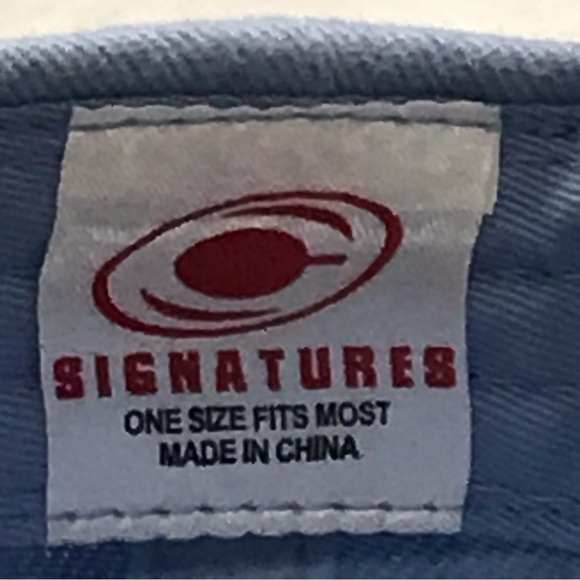 SIGNATURES
ONE SIZE FITS MOST
MADE IN CHINA